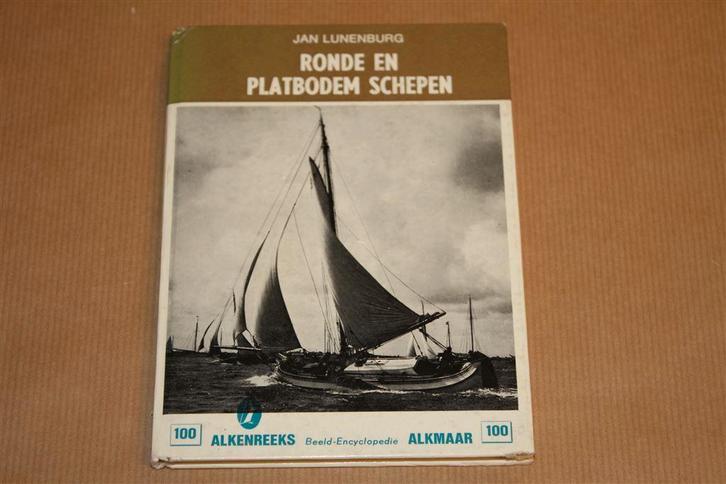 JAN LUNENBURG
RONDE EN
PLATBODEM SCHEPEN
100 ALKENREEKS Beeld-Encyclopedie ALKMAAR 100